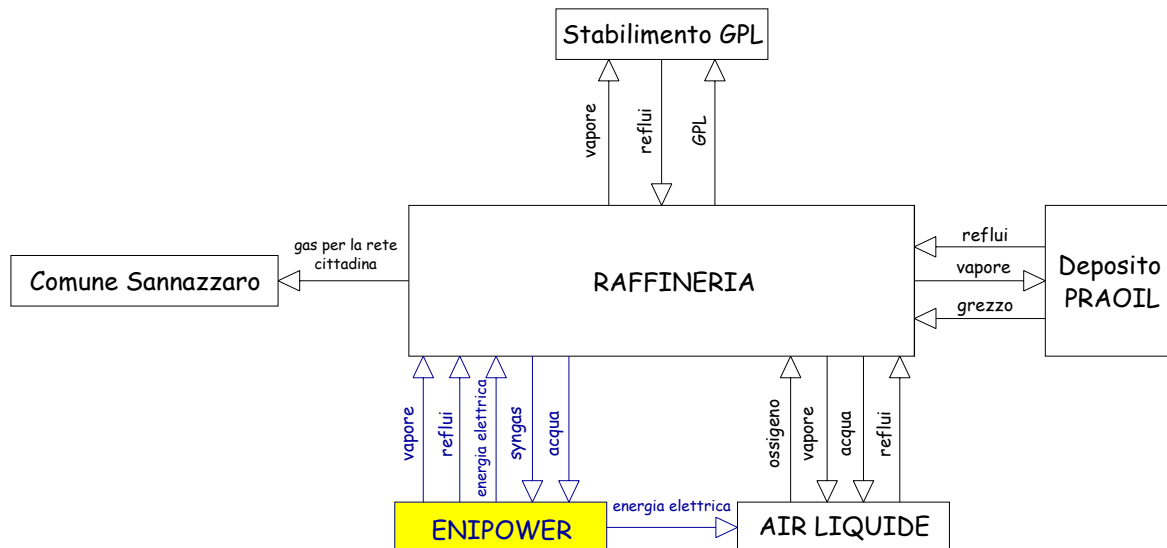 Stabilimento GPL
vapore
reflui
GPL
gas per la rete
cittadina
Comune Sannazzaro
RAFFINERIA
reflui
vapore
grezzo
Deposito
PRAOIL
vapore
reflui
energia elettrica
syngas
acqua
ossigeno
vapore
acqua
reflui
ENIPOWER
energia elettrica
AIR LIQUIDE